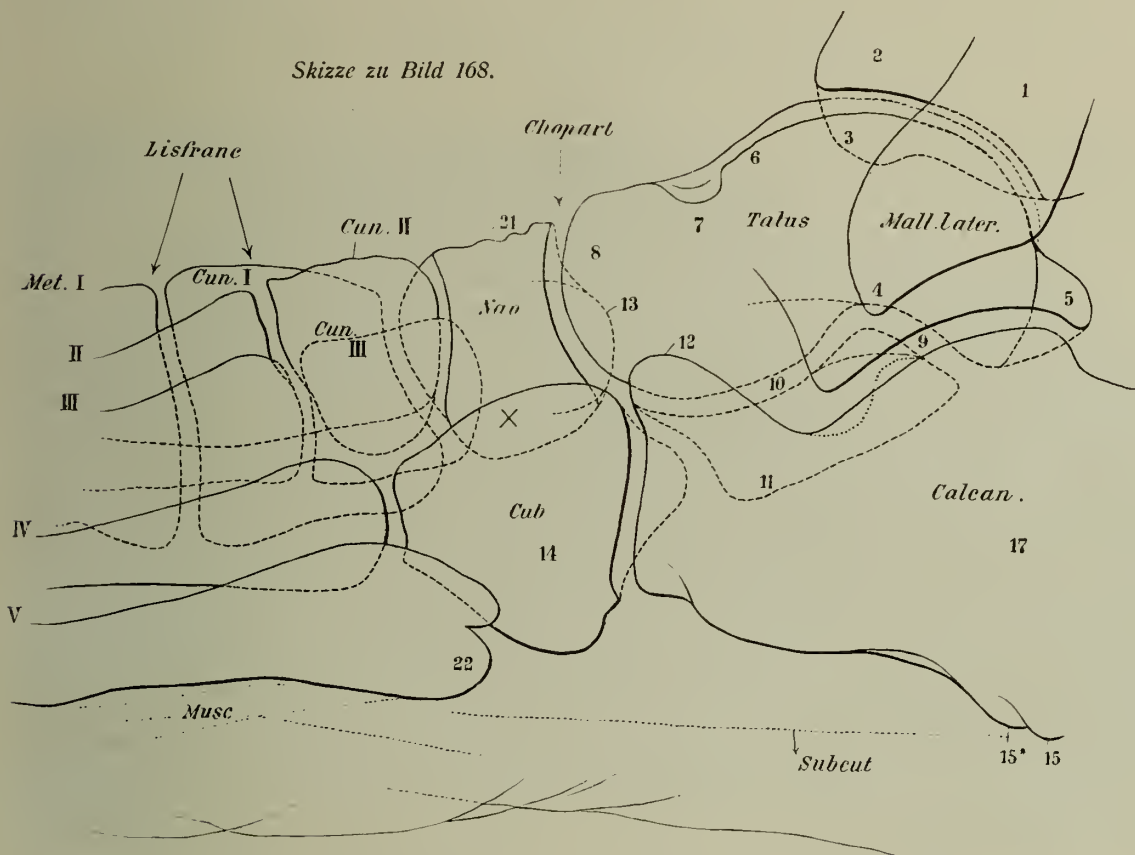 Skizze zu Bild 168.
2
1
Chopart
Lisfranc
3
6
Cun. II
21
7
Talus
Mall. later.
8
Met. I
Cun. I
Nav
13
4
5
Cun. III
II
12
9
III
10
×
11
Calcan.
IV
Cub
14
17
V
22
Musc
Subcut
15*
15